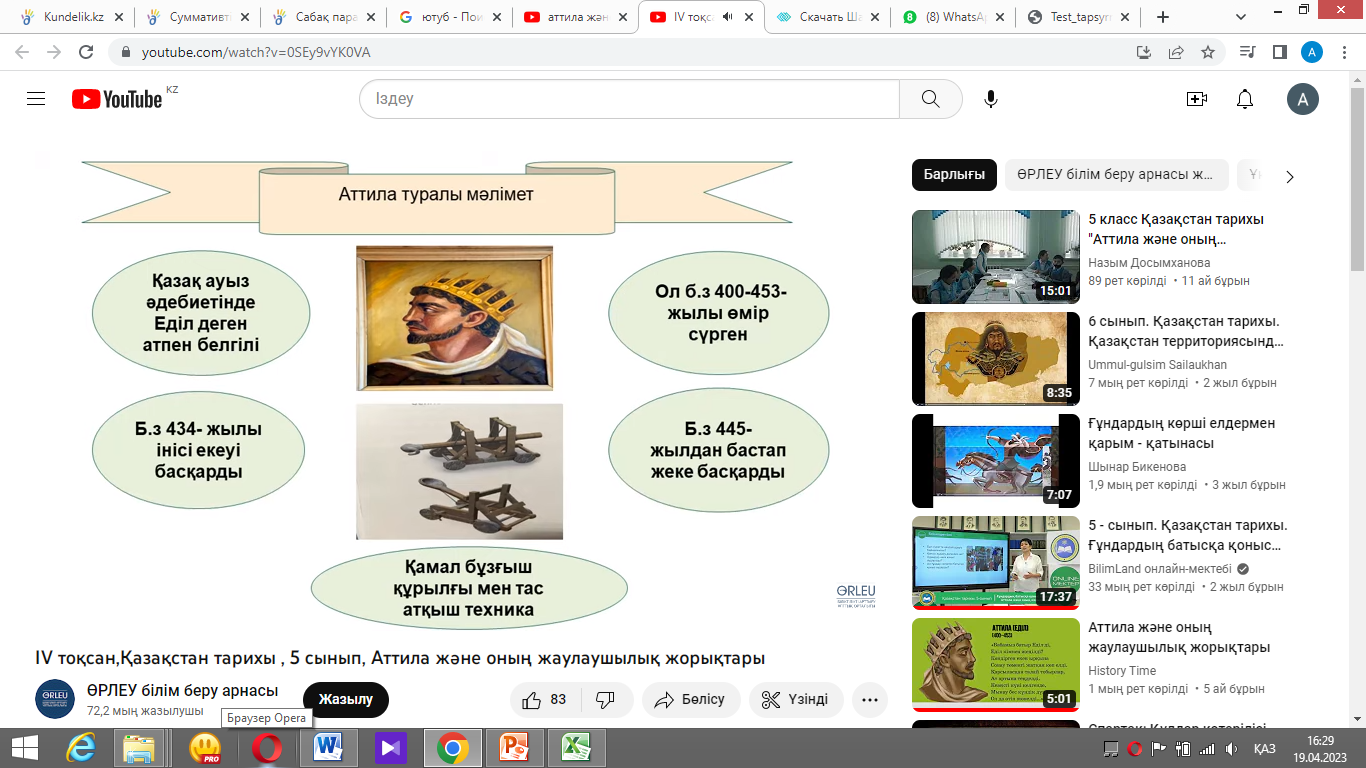 Kundelik.kz
Суммативт
Сабақ пара
ютуб - Пои
аттила жән
IV тоқса
Скачать Ша
(8) WhatsA
Test_tapsyr
youtube.com/watch?v=0SEy9vYK0VA
YouTube KZ
Іздеу
A
Аттила туралы мәлімет
Қазақ ауыз
әдебиетінде
Еділ деген
атпен белгілі
Ол б.з 400-453-
жылы өмір
сүрген
Б.з 434- жылы
інісі екеуі
басқарды
Б.з 445-
жылдан бастап
жеке басқарды
Қамал бұзғыш
құрылғы мен тас
атқыш техника
ӨRLEU
IV тоқсан,Қазақстан тарихы , 5 сынып, Аттила және оның жаулаушылық жорықтары
ӨРЛЕУ білім беру арнасы
72,2 мың жазылушы
Жазылу
83
Бөлісу
Үзінді
Браузер Opera
Барлығы
ӨРЛЕУ білім беру арнасы ж...
5 класс Қазақстан тарихы
"Аттила және оның...
Назым Досымханова
89 рет көрілді • 11 ай бұрын
15:01
6 сынып. Қазақстан тарихы.
Қазақстан территориясынд...
Ummul-gulsim Sailaukhan
7 мың рет көрілді • 2 жыл бұрын
8:35
Ғұндардың көрші елдермен
қарым - қатынасы
Шынар Бикенова
1,9 мың рет көрілді • 3 жыл бұрын
7:07
5 - сынып. Қазақстан тарихы.
Ғұндардың батысқа қоныс...
BilimLand онлайн-мектебі
33 мың рет көрілді • 2 жыл бұрын
17:37
Аттила және оның
жаулаушылық жорықтары
History Time
1 мың рет көрілді • 5 ай бұрын
АТТИЛА (ЕДІЛ)
(400-453)
5:01
PRO
ҚАЗ
16:29
19.04.2023